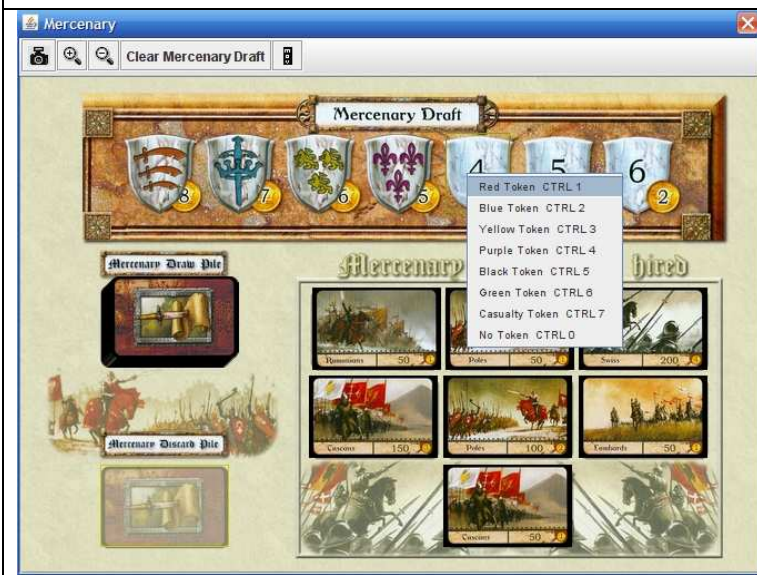 Mercenary
Clear Mercenary Draft
Mercenary Draft
8
7
6
5
4
5
6
2
Red Token CTRL 1
Blue Token CTRL 2
Yellow Token CTRL 3
Purple Token CTRL 4
Black Token CTRL 5
Green Token CTRL 6
Casualty Token CTRL 7
No Token CTRL 0
Mercenary Draw Pile
Mercenary hired
Rumanians 50
Poles 50
Swiss 200
Gascons 150
Poles 100
Lombards 50
Mercenary Discard Pile
Gascons 50